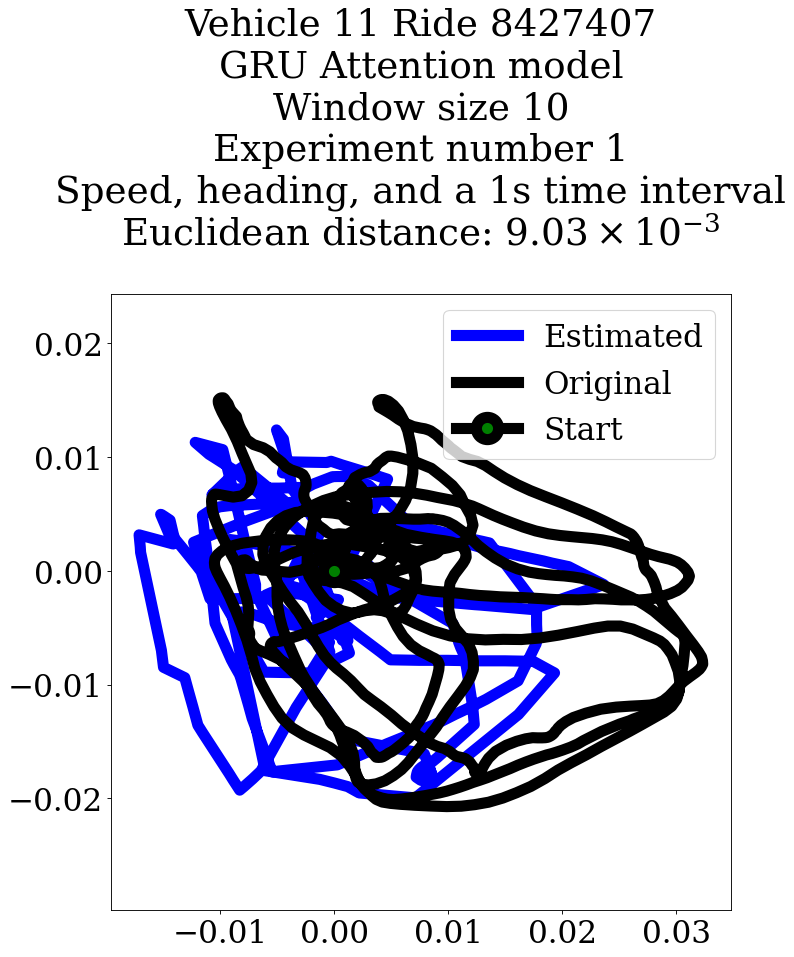 Vehicle 11 Ride 8427407
GRU Attention model
Window size 10
Experiment number 1
Speed, heading, and a 1s time interval
Euclidean distance: 9.03 × 10⁻³
Estimated
Original
Start
0.02
0.01
0.00
−0.01
−0.02
−0.01 0.00 0.01 0.02 0.03